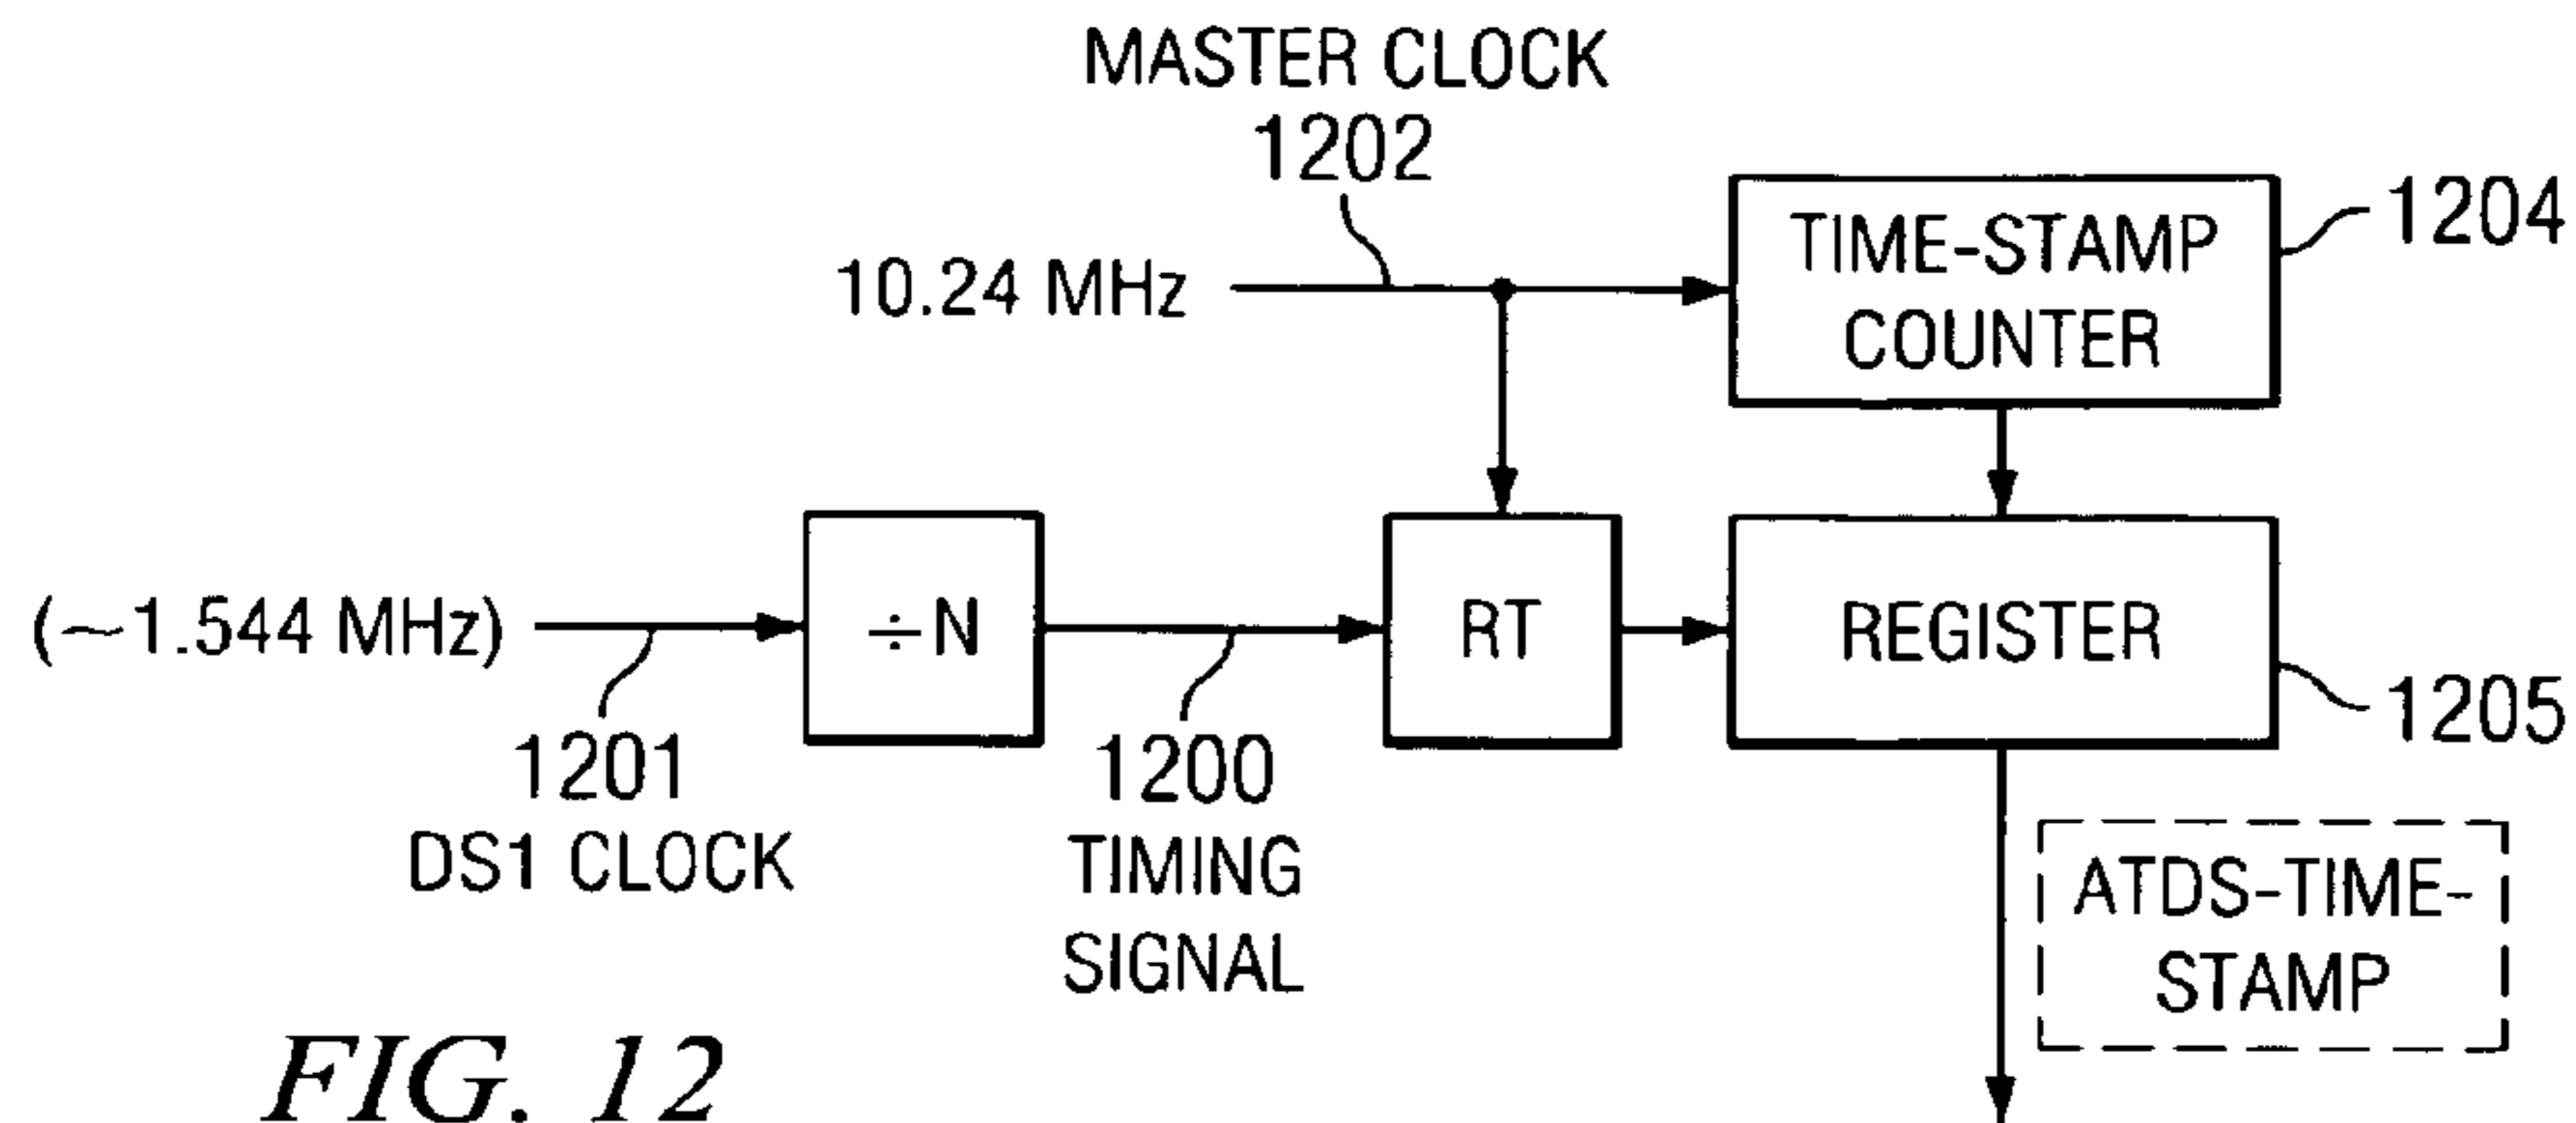 MASTER CLOCK
1202
10.24 MHz
TIME-STAMP
COUNTER
1204
(~1.544 MHz)
÷N
RT
REGISTER
1205
1201
DS1 CLOCK
1200
TIMING
SIGNAL
ATDS-TIME-
STAMP
FIG. 12